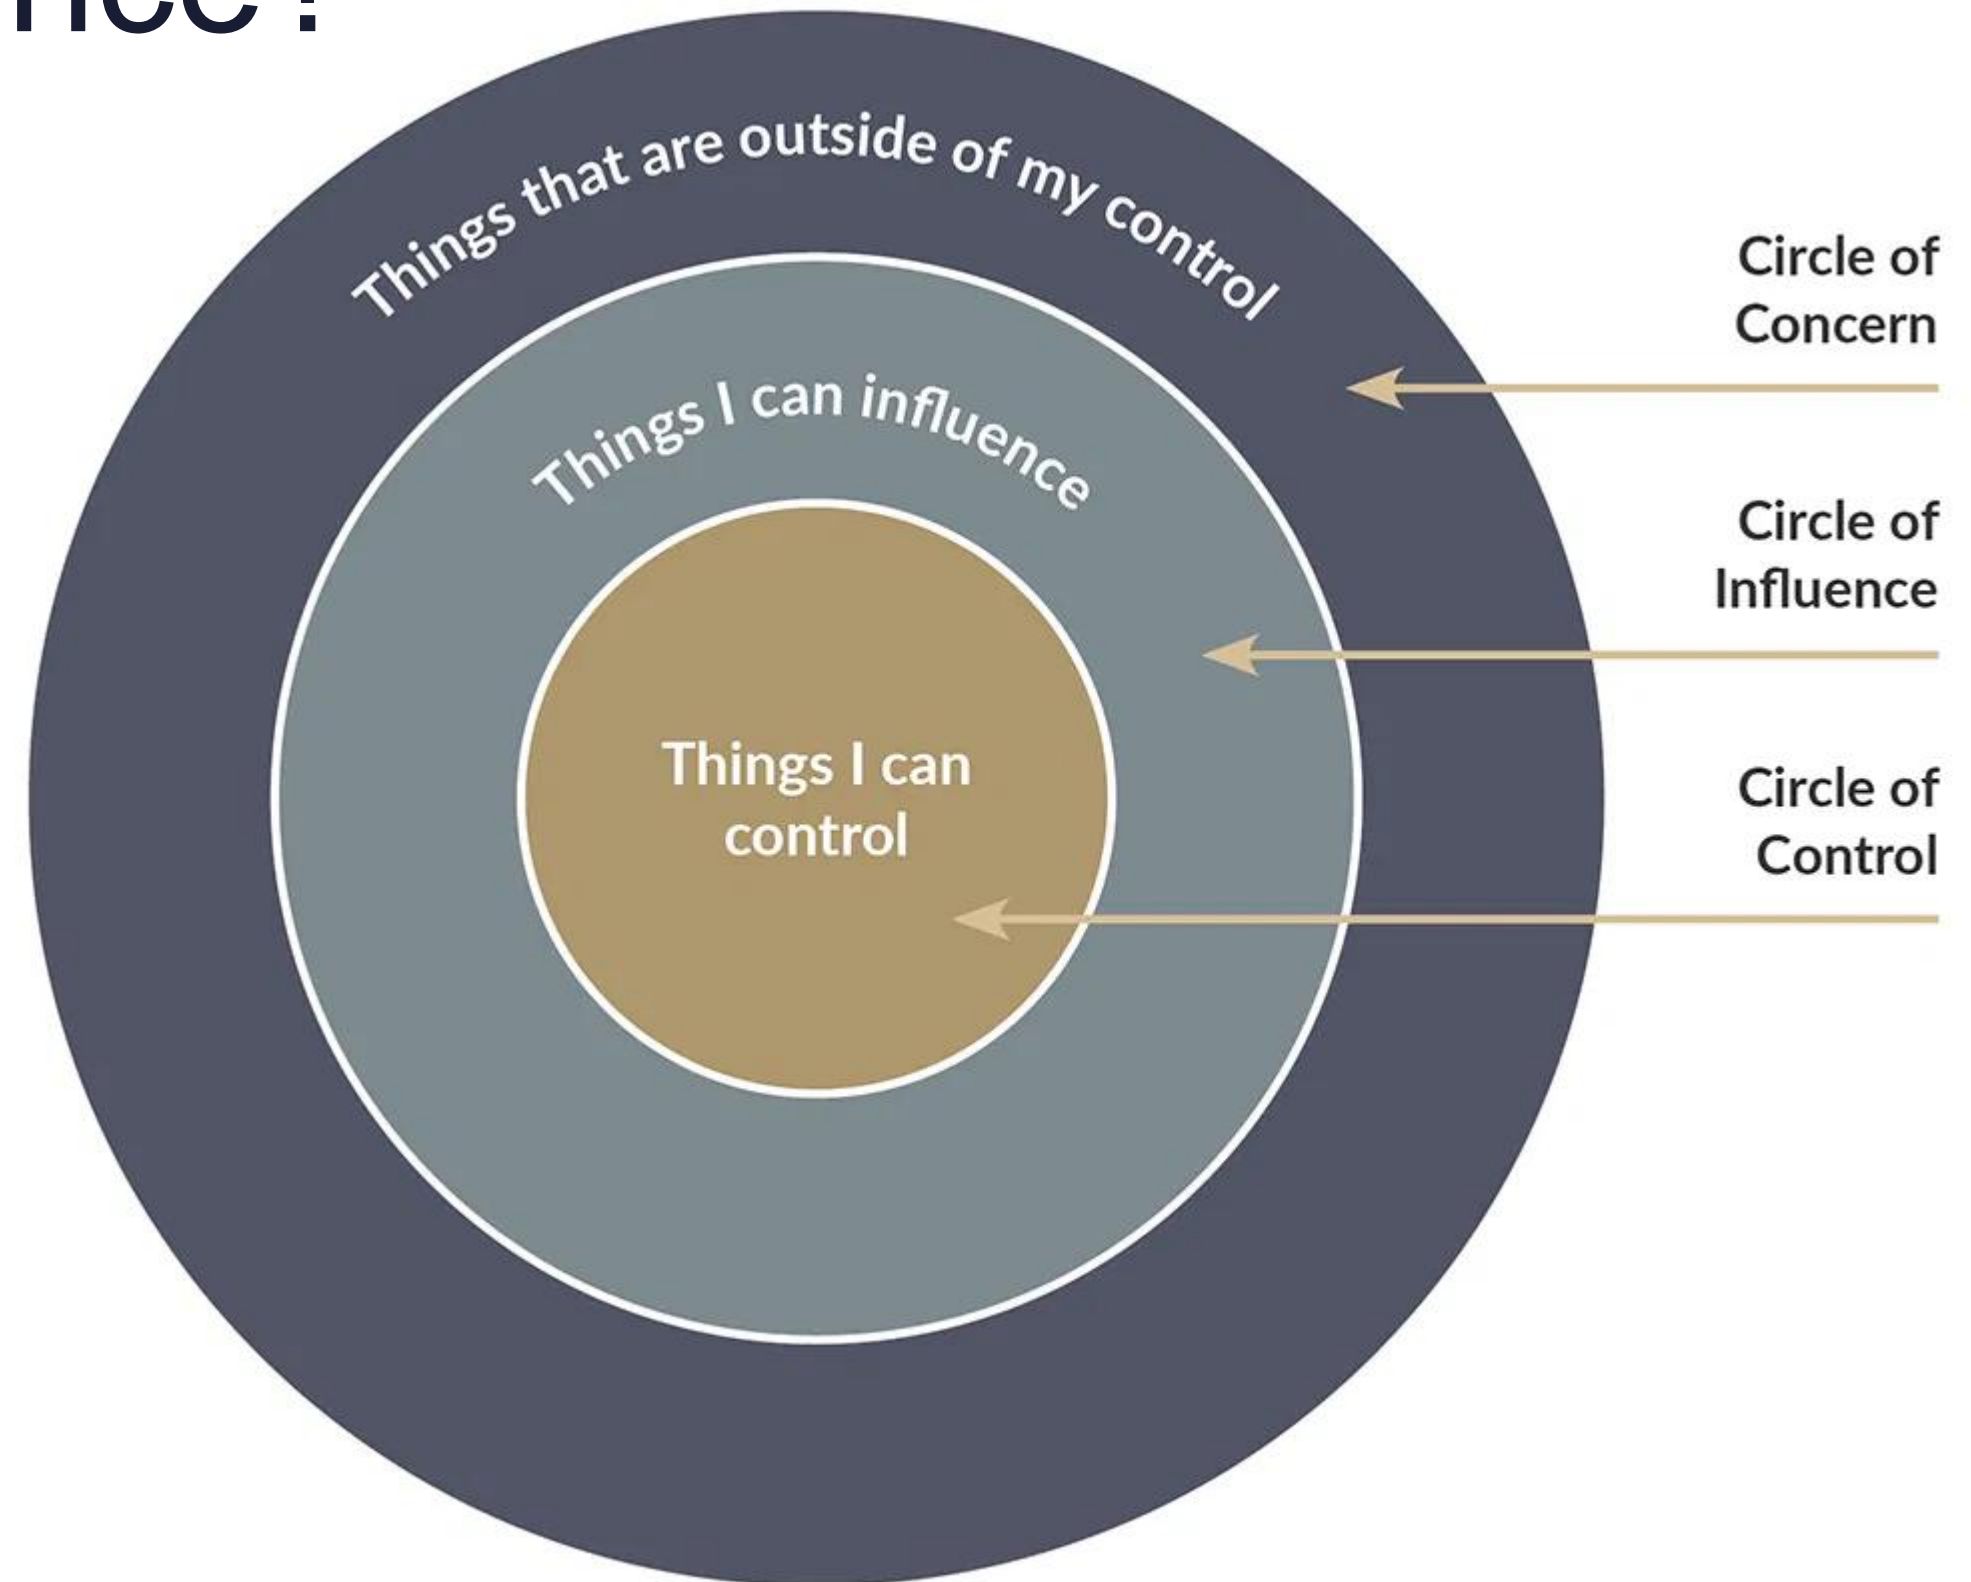 Things that are outside of my control
Things I can influence
Things I can
control
Circle of
Concern
Circle of
Influence
Circle of
Control